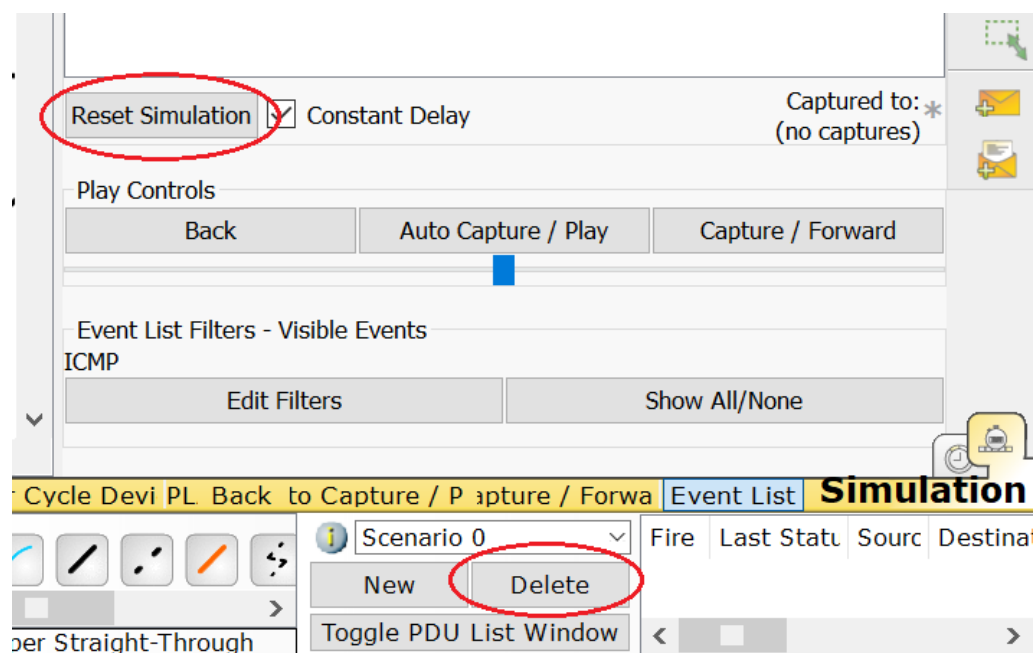 Reset Simulation
Constant Delay
Captured to: *
(no captures)
Play Controls
Back
Auto Capture / Play
Capture / Forward
Event List Filters - Visible Events
ICMP
Edit Filters
Show All/None
r Cycle Devi PL. Back to Capture / P apture / Forwa Event List Simulation
i Scenario 0
Fire Last Statu Sourc Destinat
New
Delete
Toggle PDU List Window
per Straight-Through